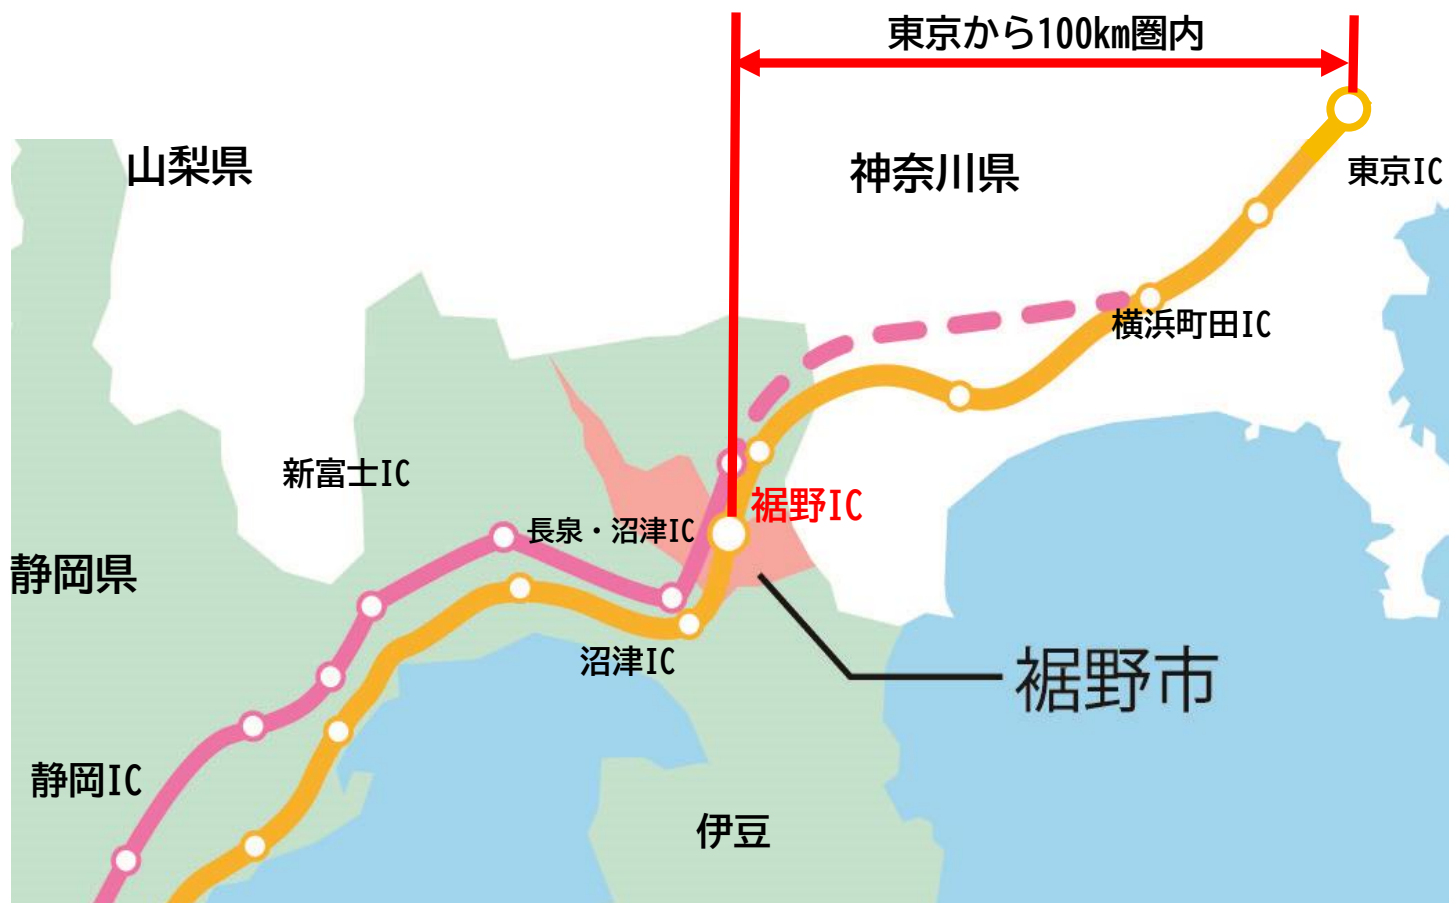 東京から100km圏内
山梨県
神奈川県
東京IC
横浜町田IC
新富士IC
裾野IC
長泉・沼津IC
静岡県
沼津IC
裾野市
静岡IC
伊豆